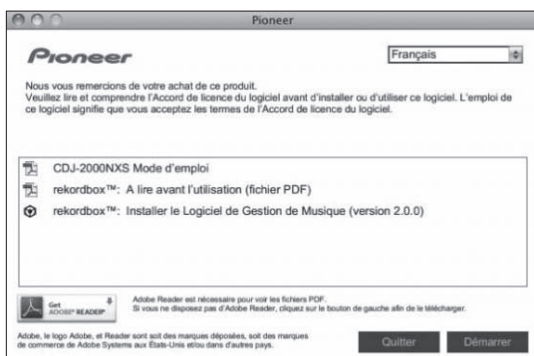 Pioneer
Pioneer
Français
Nous vous remercions de votre achat de ce produit.
Veuillez lire et comprendre l'Accord de licence du logiciel avant d'installer ou d'utiliser ce logiciel. L'emploi de
ce logiciel signifie que vous acceptez les termes de l'Accord de licence du logiciel.
CDJ-2000NXS Mode d'emploi
rekordbox™: A lire avant l'utilisation (fichier PDF)
rekordbox™: Installer le Logiciel de Gestion de Musique (version 2.0.0)
Get
ADOBE® READER®
Adobe Reader est nécessaire pour voir les fichiers PDF.
Si vous ne disposez pas d'Adobe Reader, cliquez sur le bouton de gauche afin de le télécharger.
Adobe, le logo Adobe, et Reader sont soit des marques déposées, soit des marques
de commerce de Adobe Systems aux États-Unis et/ou dans d'autres pays.
Quitter
Démarrer